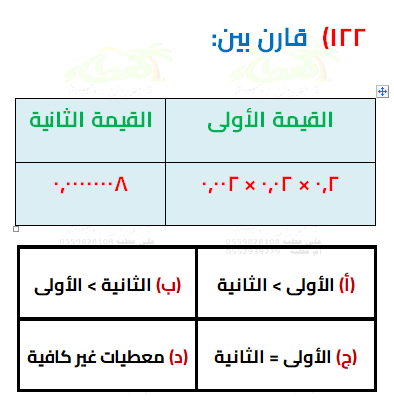 ١٢٢) قارن بين:
القيمة الأولى القيمة الثانية
٠,٢ × ٠,٠٢ × ٠,٠٠٢ ٠,٠٠٠٠٠٠٠٨
(أ) الأولى > الثانية (ب) الثانية > الأولى
(ج) الأولى = الثانية (د) معطيات غير كافية